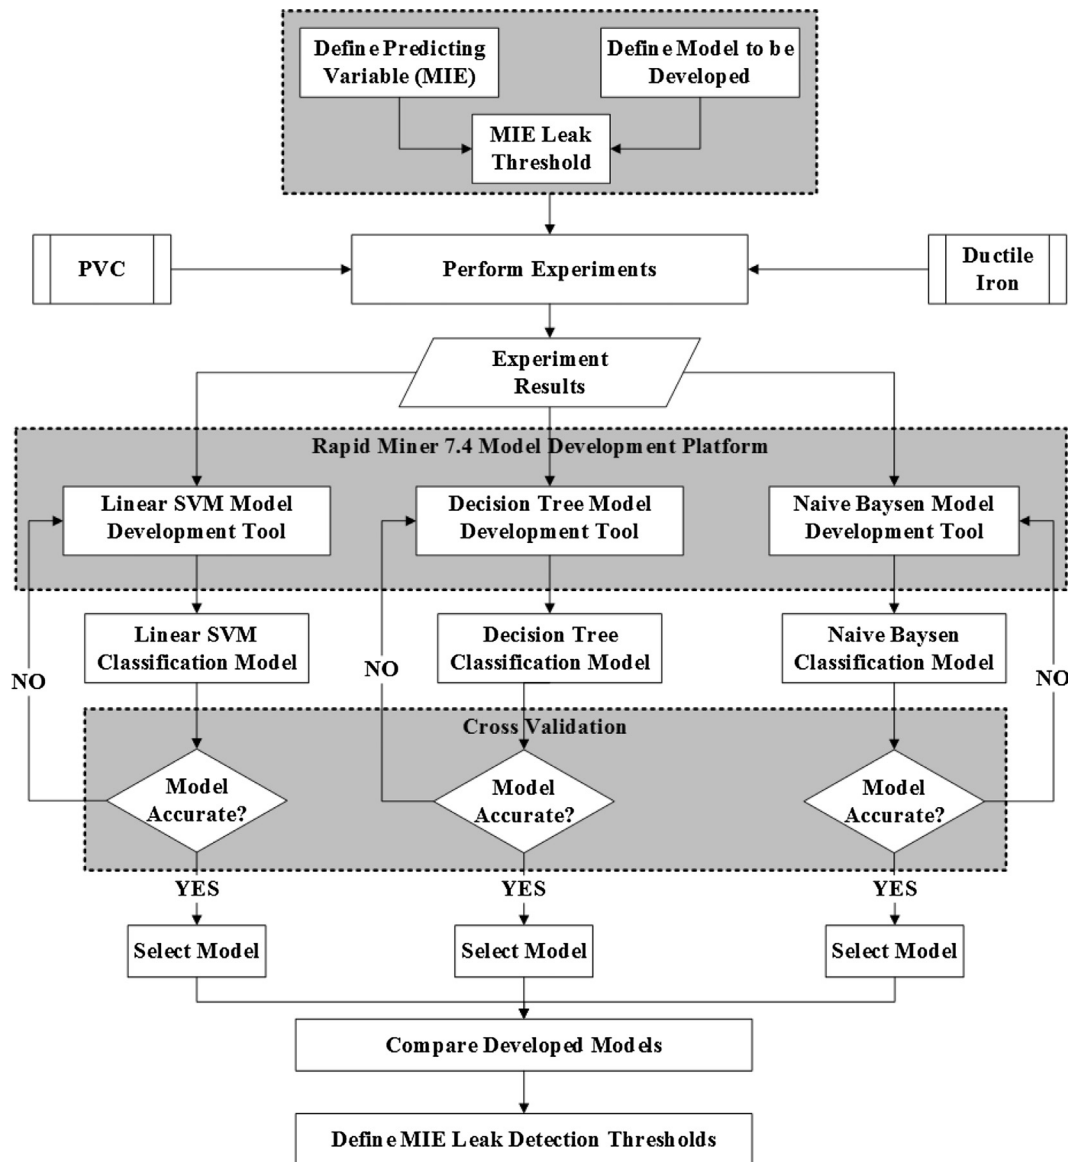 Define Predicting
Variable (MIE)
Define Model to be
Developed
MIE Leak
Threshold
PVC
Perform Experiments
Ductile
Iron
Experiment
Results
Rapid Miner 7.4 Model Development Platform
Linear SVM Model
Development Tool
Decision Tree Model
Development Tool
Naive Baysen Model
Development Tool
Linear SVM
Classification Model
Decision Tree
Classification Model
Naive Baysen
Classification Model
NO
NO
NO
Cross Validation
Model
Accurate?
Model
Accurate?
Model
Accurate?
YES
YES
YES
Select Model
Select Model
Select Model
Compare Developed Models
Define MIE Leak Detection Thresholds